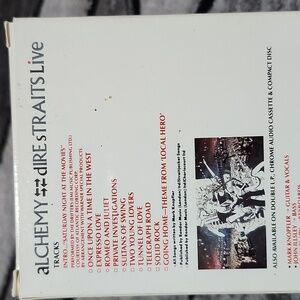 alCHEMY dIRE sTRAITS Live
TRACKS
INTRO – "SATURDAY NIGHT AT THE MOVIES"
ONCE UPON A TIME IN THE WEST
EXPRESSO LOVE
ROMEO AND JULIET
PRIVATE INVESTIGATIONS
SULTANS OF SWING
TWO YOUNG LOVERS
TUNNEL OF LOVE
TELEGRAPH ROAD
SOLID ROCK
GOING HOME – THEME FROM 'LOCAL HERO'
All Songs written by Mark Knopfler
ALSO AVAILABLE ON DOUBLE L.P. CHROME AUDIO CASSETTE & COMPACT DISC
MARK KNOPFLER – GUITAR & VOCALS
JOHN ILLSLEY – BASS